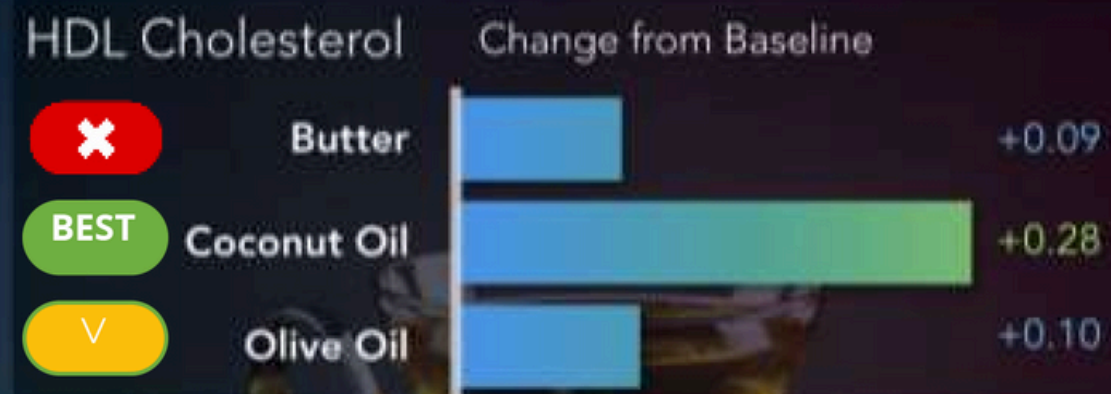 HDL Cholesterol Change from Baseline
Butter +0.09
BEST Coconut Oil +0.28
V Olive Oil +0.10